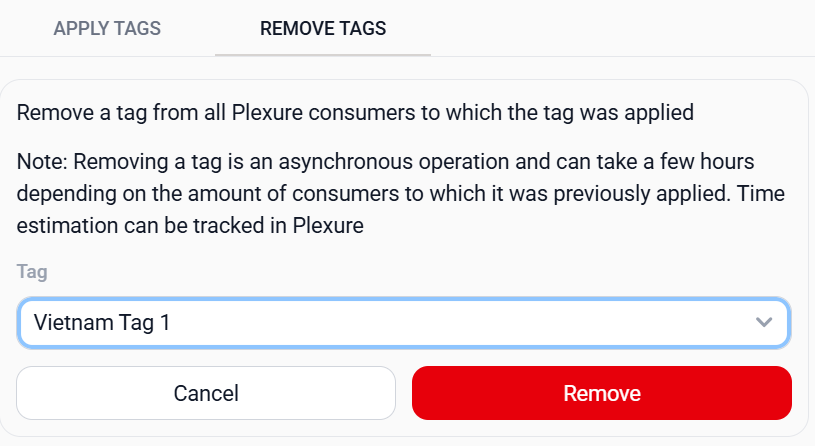 APPLY TAGS
REMOVE TAGS
Remove a tag from all Plexure consumers to which the tag was applied
Note: Removing a tag is an asynchronous operation and can take a few hours
depending on the amount of consumers to which it was previously applied. Time
estimation can be tracked in Plexure
Tag
Vietnam Tag 1
Cancel
Remove